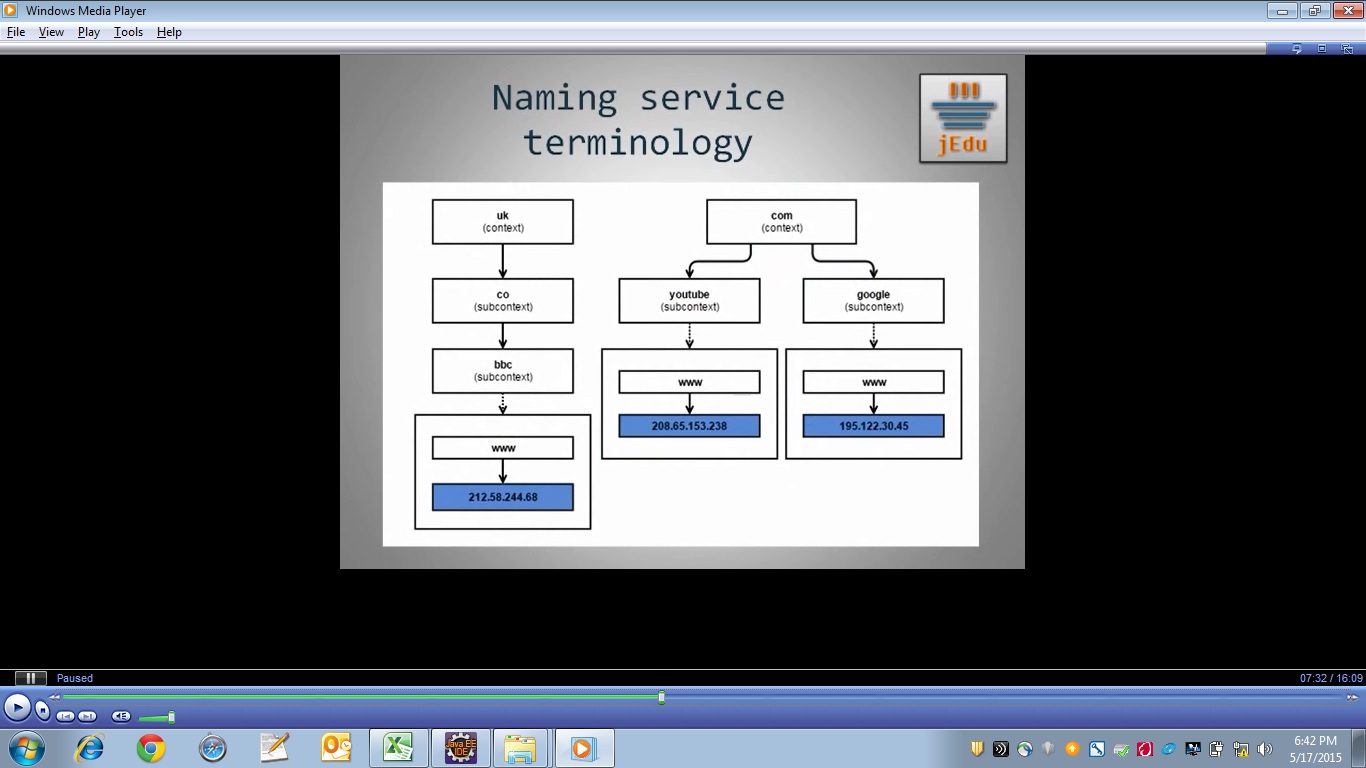 Windows Media Player
File View Play Tools Help
Naming service
terminology
jEdu
uk
(context)
com
(context)
co
(subcontext)
youtube
(subcontext)
google
(subcontext)
bbc
(subcontext)
www
www
208.65.153.238
195.122.30.45
www
212.58.244.68
Paused
07:32 / 16:09
Java EE
IDE
6:42 PM
5/17/2015